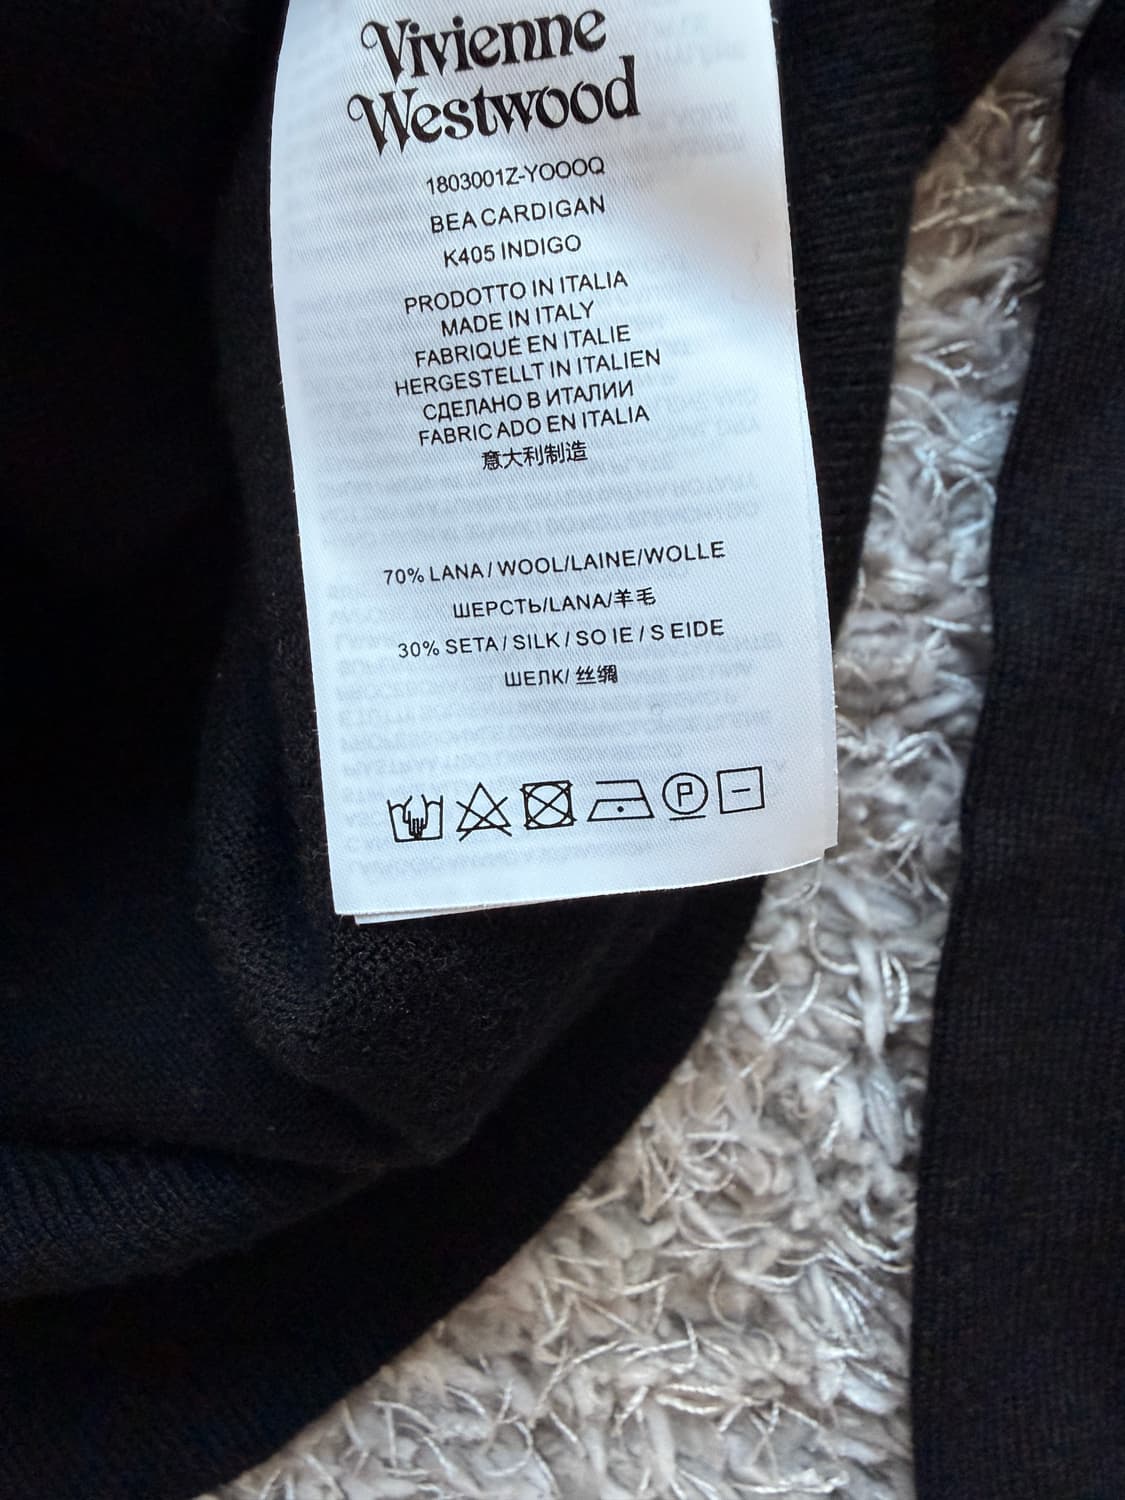 Vivienne
Westwood
1803001Z-YOOOQ
BEA CARDIGAN
K405 INDIGO
PRODOTTO IN ITALIA
MADE IN ITALY
FABRIQUÉ EN ITALIE
HERGESTELLT IN ITALIEN
СДЕЛАНО В ИТАЛИИ
FABRIC ADO EN ITALIA
意大利制造
70% LANA / WOOL/LAINE/WOLLE
ШЕРСТЬ/LANA/羊毛
30% SETA / SILK / SO IE / S EIDE
ШЕЛК/ 丝绸
P